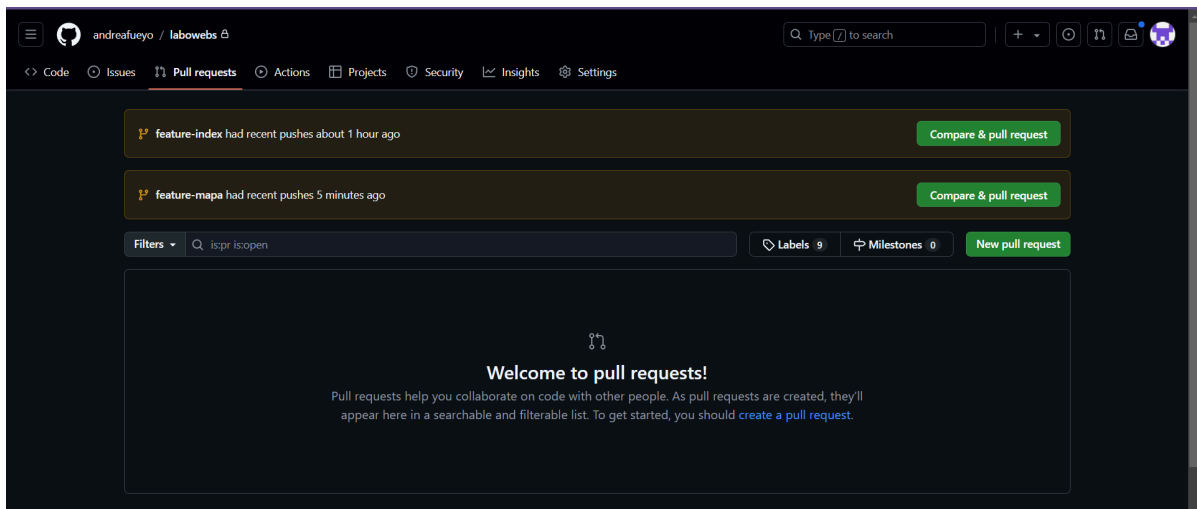 andreafueyo / labowebs
Type / to search
Code Issues Pull requests Actions Projects Security Insights Settings
feature-index had recent pushes about 1 hour ago
Compare & pull request
feature-mapa had recent pushes 5 minutes ago
Compare & pull request
Filters is:pr is:open Labels 9 Milestones 0 New pull request
Welcome to pull requests!
Pull requests help you collaborate on code with other people. As pull requests are created, they'll
appear here in a searchable and filterable list. To get started, you should create a pull request.